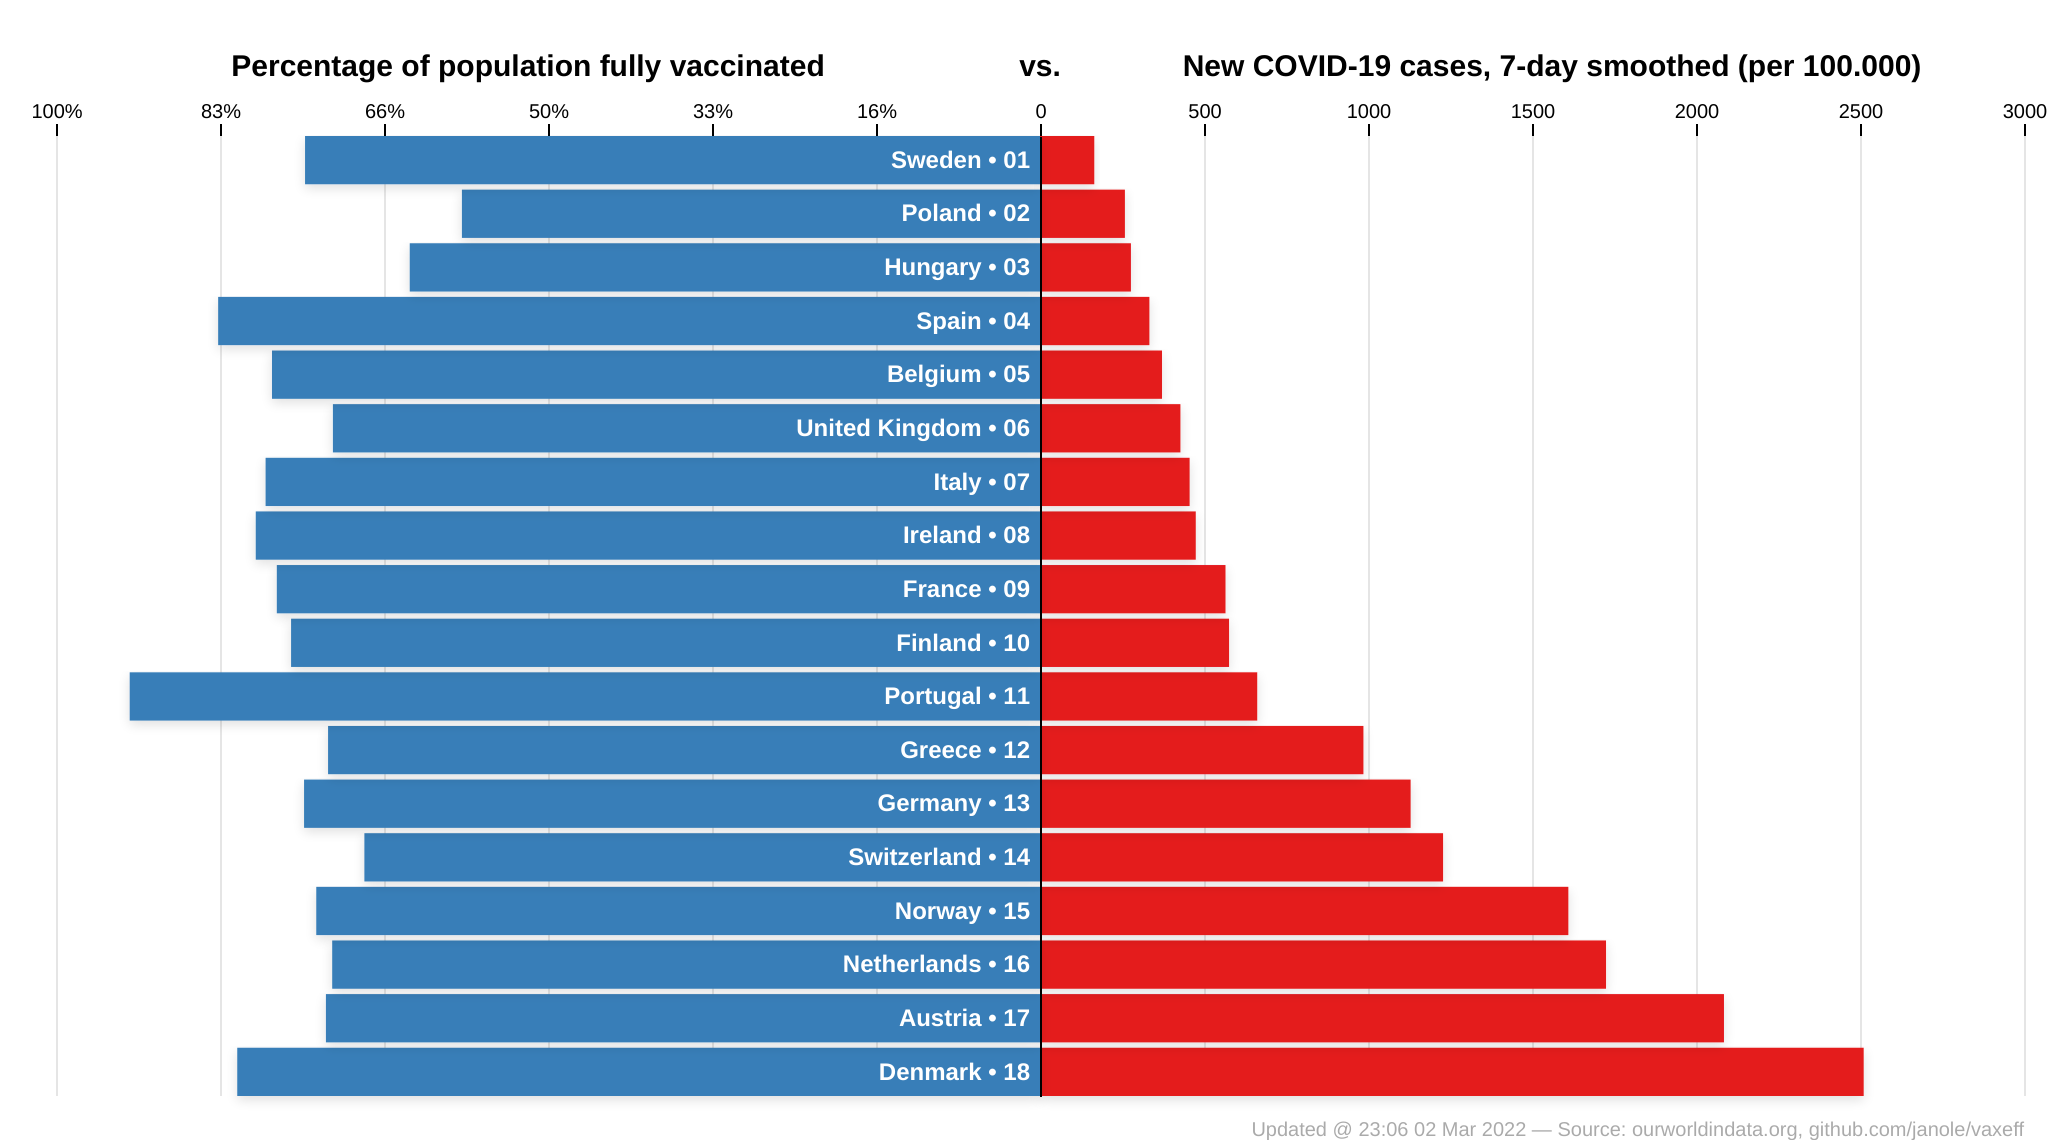 Percentage of population fully vaccinated vs. New COVID-19 cases, 7-day smoothed (per 100.000)
100% 83% 66% 50% 33% 16% 0 500 1000 1500 2000 2500 3000
Sweden • 01
Poland • 02
Hungary • 03
Spain • 04
Belgium • 05
United Kingdom • 06
Italy • 07
Ireland • 08
France • 09
Finland • 10
Portugal • 11
Greece • 12
Germany • 13
Switzerland • 14
Norway • 15
Netherlands • 16
Austria • 17
Denmark • 18
Updated @ 23:06 02 Mar 2022 — Source: ourworldindata.org, github.com/janole/vaxeff